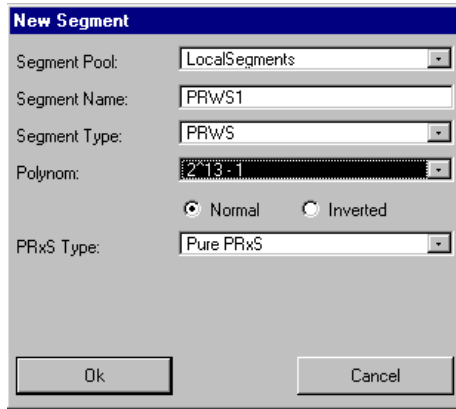 New Segment
Segment Pool: LocalSegments
Segment Name: PRWS1
Segment Type: PRWS
Polynom: 2^13 - 1
Normal Inverted
PRxS Type: Pure PRxS
Ok Cancel